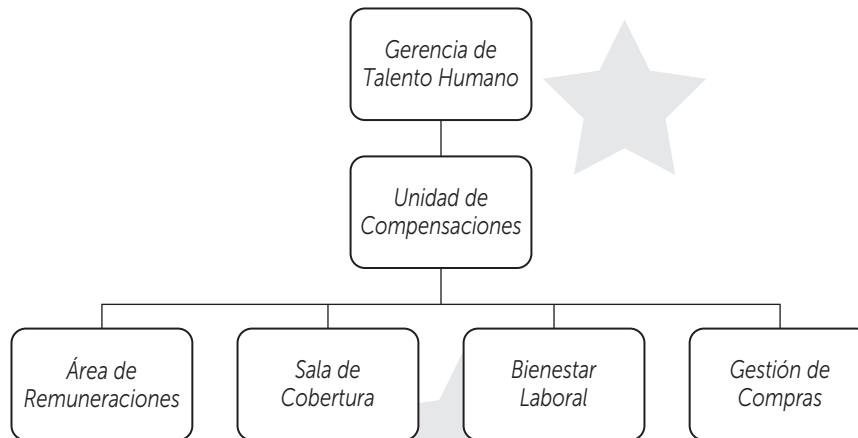 Gerencia de
Talento Humano
Unidad de
Compensaciones
Área de
Remuneraciones
Sala de
Cobertura
Bienestar
Laboral
Gestión de
Compras